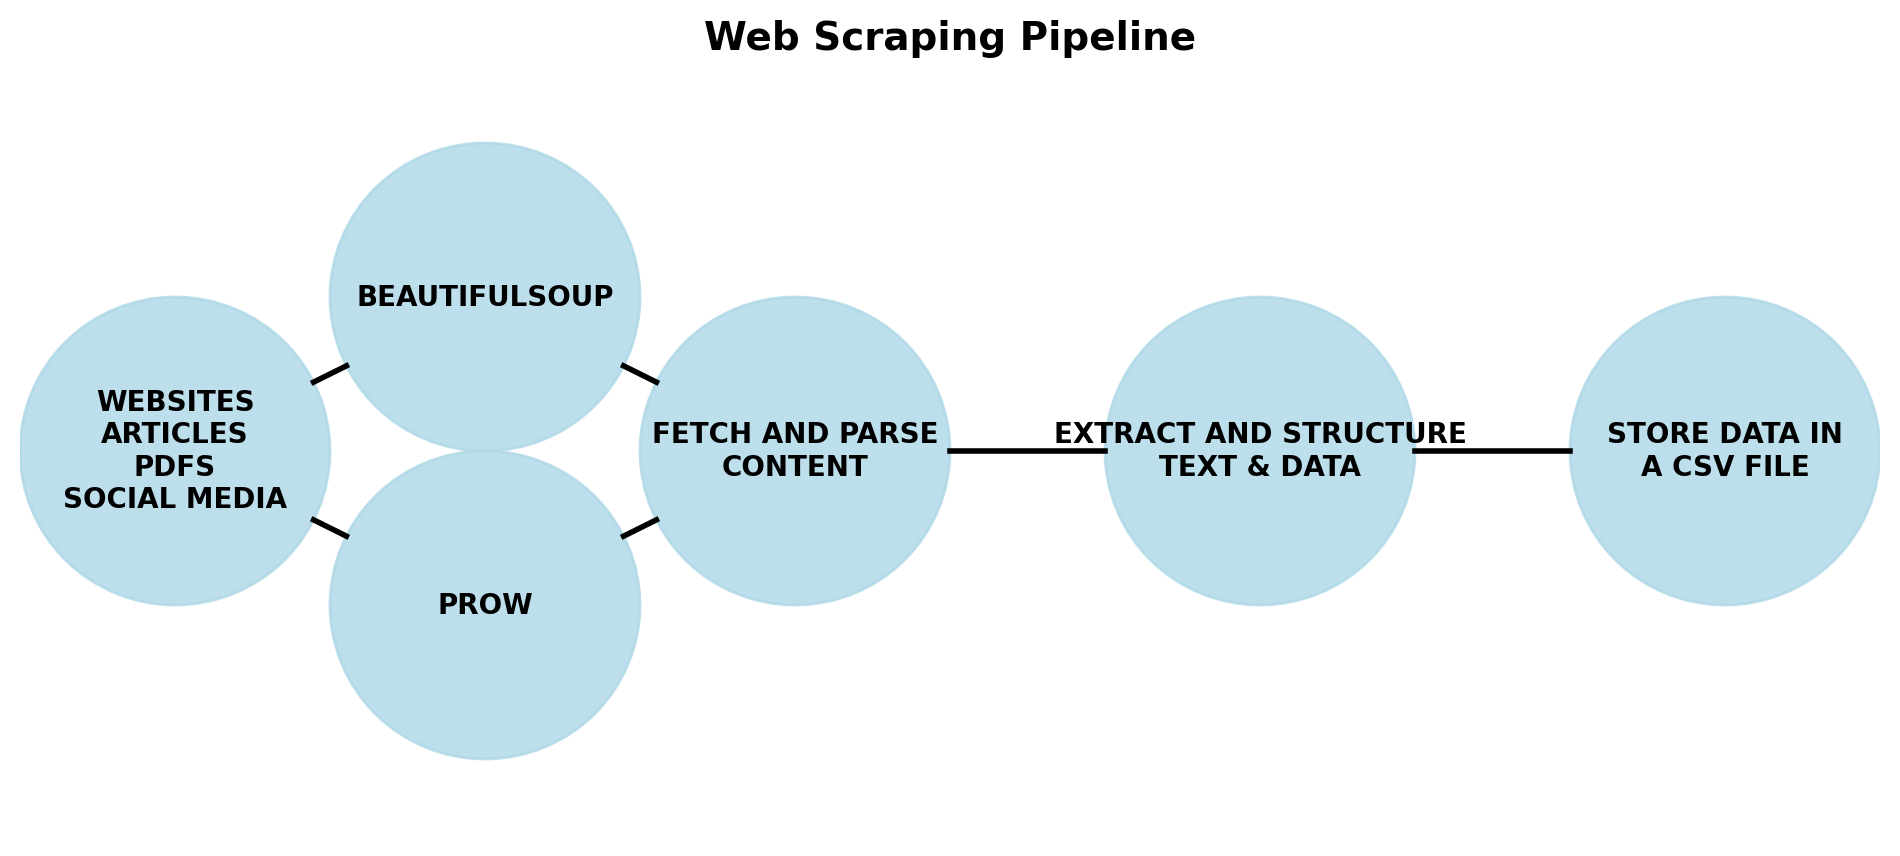 Web Scraping Pipeline
WEBSITES
ARTICLES
PDFS
SOCIAL MEDIA
BEAUTIFULSOUP
PROW
FETCH AND PARSE
CONTENT
EXTRACT AND STRUCTURE
TEXT & DATA
STORE DATA IN
A CSV FILE